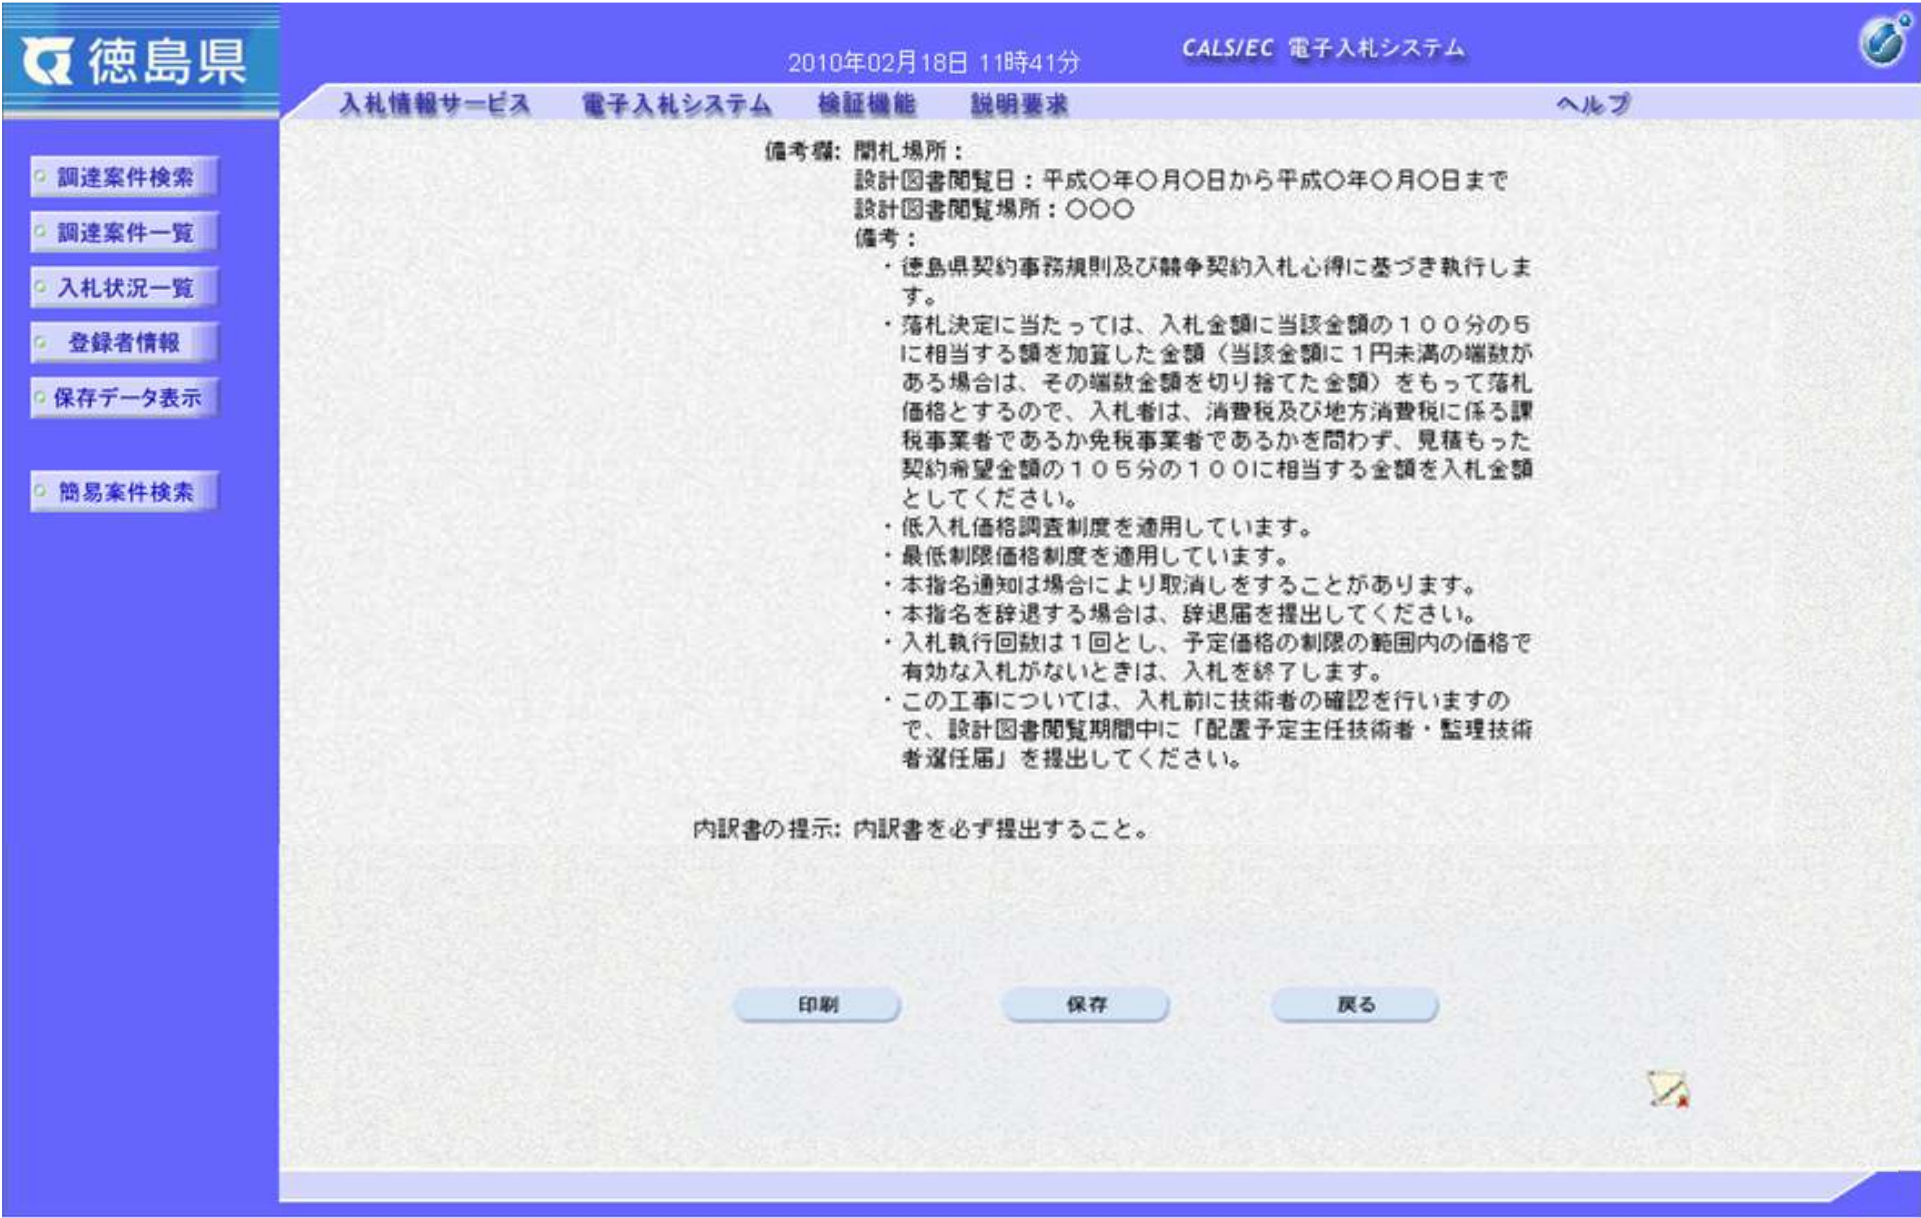 徳島県
2010年02月18日 11時41分
CALS/EC 電子入札システム
入札情報サービス 電子入札システム 検証機能 説明要求 ヘルプ
調達案件検索
調達案件一覧
入札状況一覧
登録者情報
保存データ表示
簡易案件検索
備考欄: 開札場所：
設計図書閲覧日：平成○年○月○日から平成○年○月○日まで
設計図書閲覧場所：○○○
備考：
・徳島県契約事務規則及び競争契約入札心得に基づき執行しま
す。
・落札決定に当たっては、入札金額に当該金額の１００分の５
に相当する額を加算した金額（当該金額に１円未満の端数が
ある場合は、その端数金額を切り捨てた金額）をもって落札
価格とするので、入札者は、消費税及び地方消費税に係る課
税事業者であるか免税事業者であるかを問わず、見積もった
契約希望金額の１０５分の１００に相当する金額を入札金額
としてください。
・低入札価格調査制度を適用しています。
・最低制限価格制度を適用しています。
・本指名通知は場合により取消しをすることがあります。
・本指名を辞退する場合は、辞退届を提出してください。
・入札執行回数は１回とし、予定価格の制限の範囲内の価格で
有効な入札がないときは、入札を終了します。
・この工事については、入札前に技術者の確認を行いますの
で、設計図書閲覧期間中に「配置予定主任技術者・監理技術
者選任届」を提出してください。
内訳書の提示: 内訳書を必ず提出すること。
印刷 保存 戻る